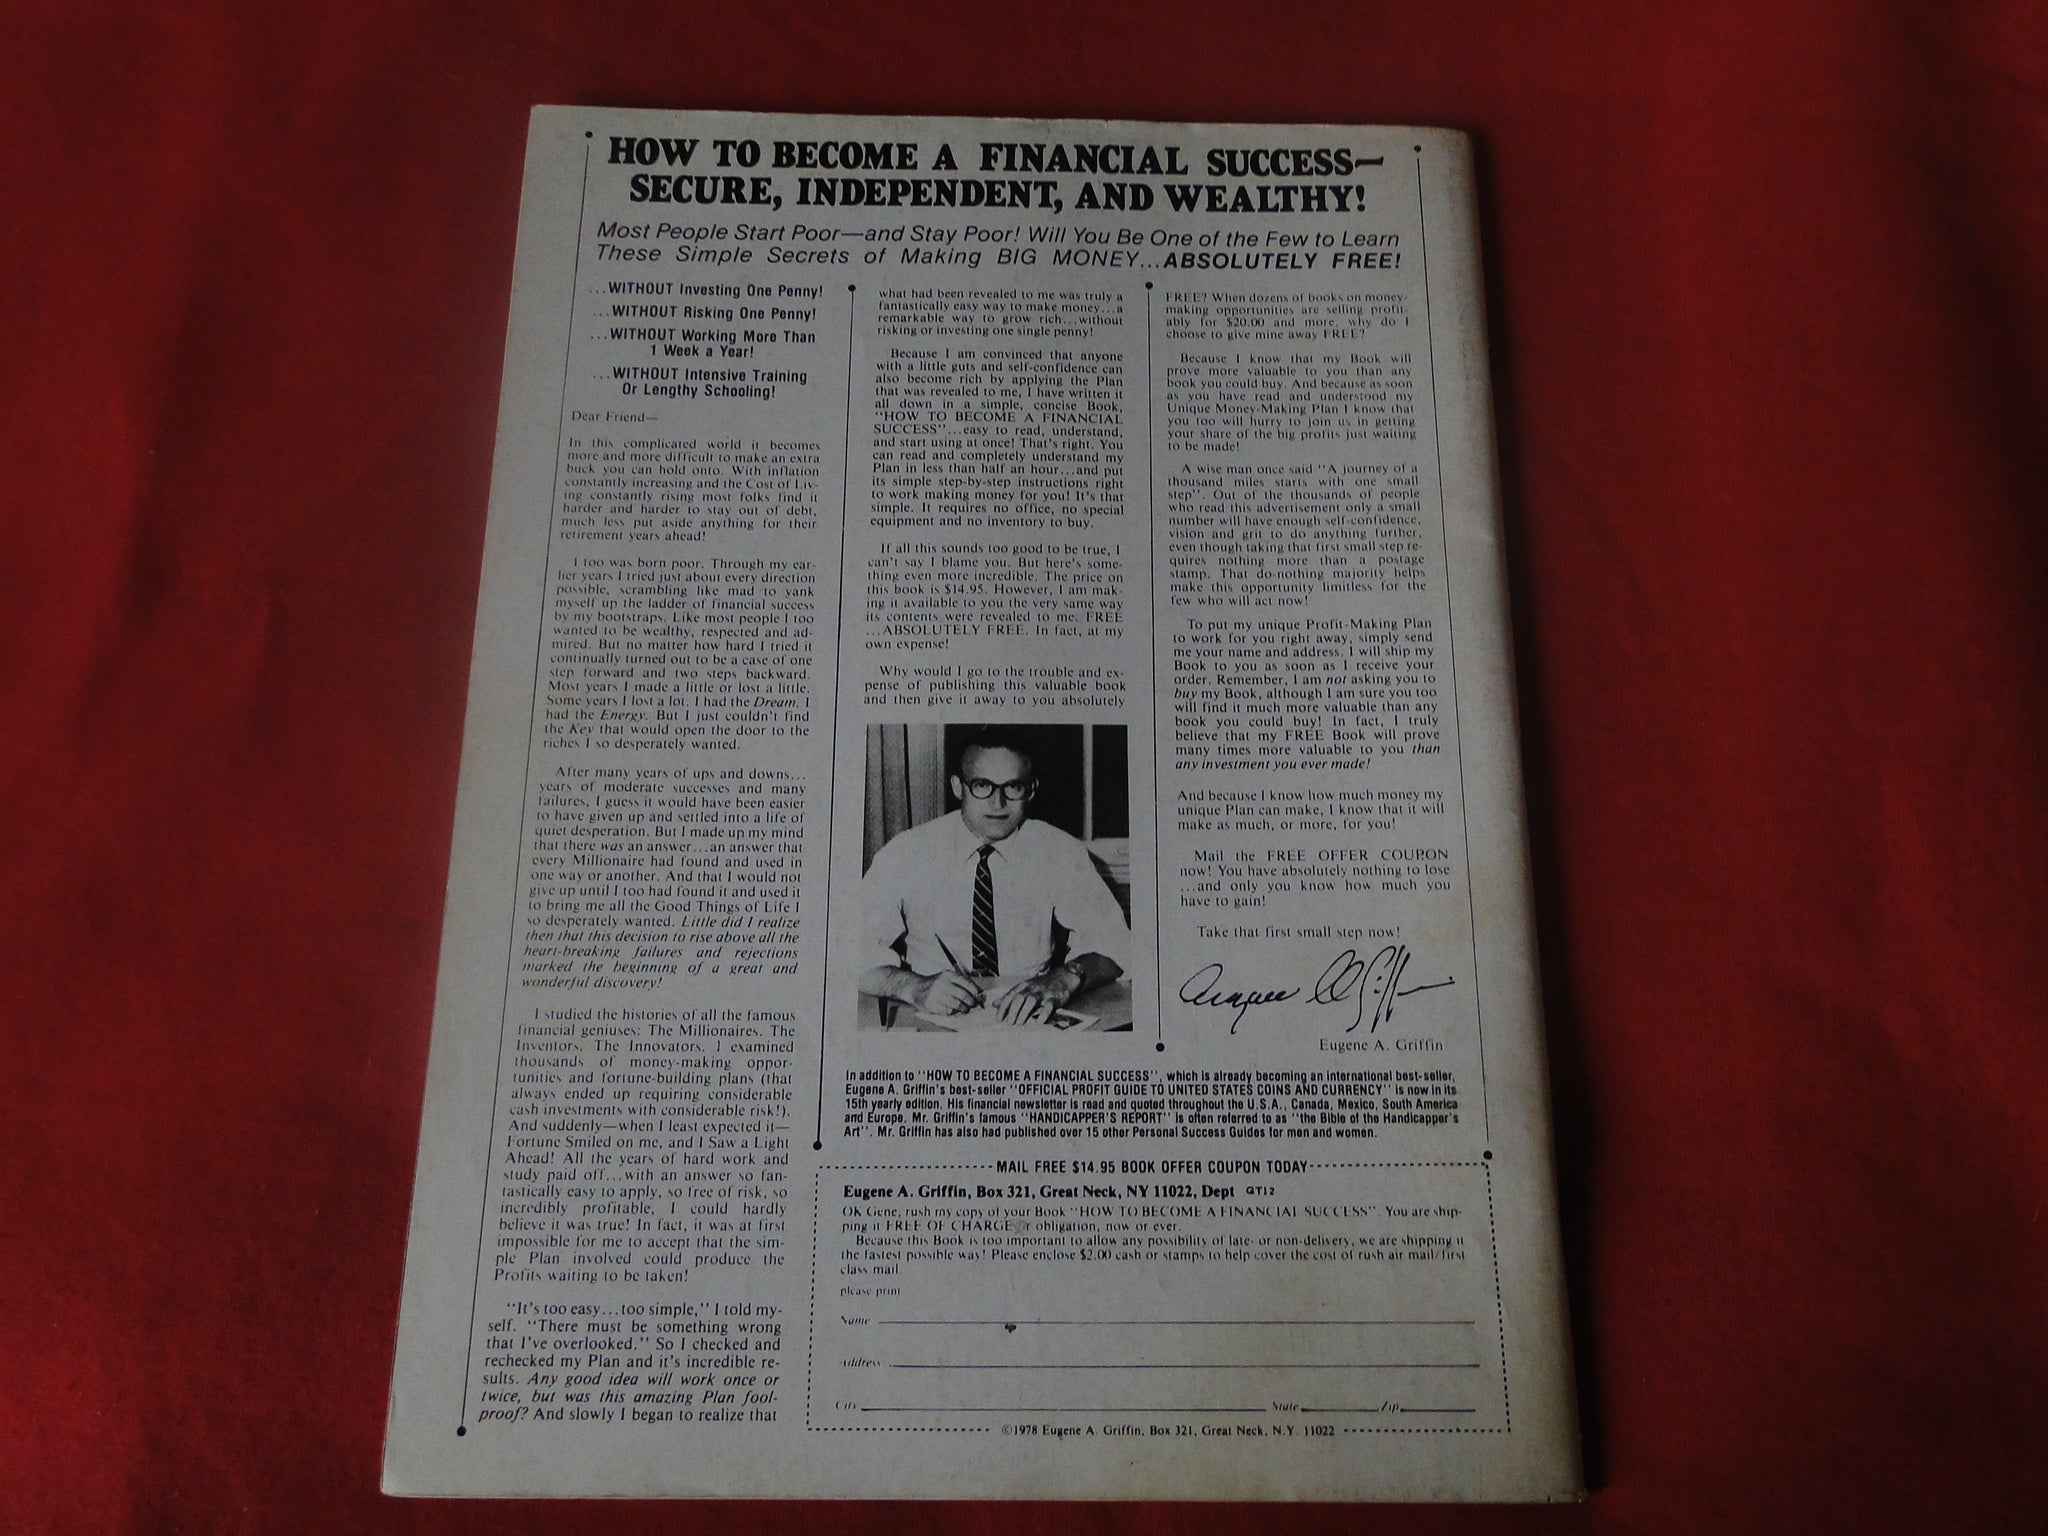 HOW TO BECOME A FINANCIAL SUCCESS—
SECURE, INDEPENDENT, AND WEALTHY!
Most People Start Poor—and Stay Poor! Will You Be One of the Few to Learn
These Simple Secrets of Making BIG MONEY...ABSOLUTELY FREE!
...WITHOUT Investing One Penny!
...WITHOUT Risking One Penny!
...WITHOUT Working More Than
1 Week a Year!
...WITHOUT Intensive Training
Or Lengthy Schooling!
Dear Friend—
In this complicated world it becomes
more and more difficult to make an extra
buck you can hold onto. With inflation
constantly increasing and the Cost of Liv-
ing constantly rising most folks find it
harder and harder to stay out of debt,
much less put aside anything for their
retirement years ahead!
I too was born poor. Through my ear-
lier years I tried just about every direction
possible, scrambling like mad to yank
myself up the ladder of financial success
by my bootstraps. Like most people I too
wanted to be wealthy, respected and ad-
mired. But no matter how hard I tried it
continually turned out to be a case of one
step forward and two steps backward.
Most years I made a little or lost a little.
Some years I lost a lot. I had the Dream. I
had the Energy. But I just couldn't find
the Key that would open the door to the
riches I so desperately wanted.
After many years of ups and downs...
years of moderate successes and many
failures, I guess it would have been easier
to have given up and settled into a life of
quiet desperation. But I made up my mind
that there was an answer...an answer that
every Millionaire had found and used in
one way or another. And that I would not
give up until I too had found it and used it
to bring me all the Good Things of Life I
so desperately wanted. Little did I realize
then that this decision to rise above all the
heart-breaking failures and rejections
marked the beginning of a great and
wonderful discovery!
I studied the histories of all the famous
financial geniuses: The Millionaires. The
Inventors. The Innovators. I examined
thousands of money-making oppor-
tunities and fortune-building plans (that
always ended up requiring considerable
cash investments with considerable risk!).
And suddenly—when I least expected it—
Fortune Smiled on me, and I Saw a Light
Ahead! All the years of hard work and
study paid off...with an answer so fan-
tastically easy to apply, so free of risk, so
incredibly profitable, I could hardly
believe it was true! In fact, it was at first
impossible for me to accept that the sim-
ple Plan involved could produce the
Profits waiting to be taken!
"It's too easy...too simple," I told my-
self. "There must be something wrong
that I've overlooked." So I checked and
rechecked my Plan and it's incredible re-
sults. Any good idea will work once or
twice, but was this amazing Plan fool-
proof? And slowly I began to realize that
what had been revealed to me was truly a
fantastically easy way to make money...a
remarkable way to grow rich...without
risking or investing one single penny!
Because I am convinced that anyone
with a little guts and self-confidence can
also become rich by applying the Plan
that was revealed to me, I have written it
all down in a simple, concise Book,
"HOW TO BECOME A FINANCIAL
SUCCESS"...easy to read, understand,
and start using at once! That's right. You
can read and completely understand my
Plan in less than half an hour...and put
its simple step-by-step instructions right
to work making money for you! It's that
simple. It requires no office, no special
equipment and no inventory to buy.
If all this sounds too good to be true, I
can't say I blame you. But here's some-
thing even more incredible. The price on
this book is $14.95. However, I am mak-
ing it available to you the very same way
its contents were revealed to me. FREE
...ABSOLUTELY FREE. In fact, at my
own expense!
Why would I go to the trouble and ex-
pense of publishing this valuable book
and then give it away to you absolutely
FREE? When dozens of books on money-
making opportunities are selling profit-
ably for $20.00 and more, why do I
choose to give mine away FREE?
Because I know that my Book will
prove more valuable to you than any
book you could buy. And because as soon
as you have read and understood my
Unique Money-Making Plan I know that
you too will hurry to join us in getting
your share of the big profits just waiting
to be made!
A wise man once said "A journey of a
thousand miles starts with one small
step". Out of the thousands of people
who read this advertisement only a small
number will have enough self-confidence,
vision and grit to do anything further,
even though taking that first small step re-
quires nothing more than a postage
stamp. That do-nothing majority helps
make this opportunity limitless for the
few who will act now!
To put my unique Profit-Making Plan
to work for you right away, simply send
me your name and address. I will ship my
Book to you as soon as I receive your
order. Remember, I am not asking you to
buy my Book, although I am sure you too
will find it much more valuable than any
book you could buy! In fact, I truly
believe that my FREE Book will prove
many times more valuable to you than
any investment you ever made!
And because I know how much money my
unique Plan can make, I know that it will
make as much, or more, for you!
Mail the FREE OFFER COUPON
now! You have absolutely nothing to lose
...and only you know how much you
have to gain!
Take that first small step now!
Eugene A. Griffin
Eugene A. Griffin
In addition to "HOW TO BECOME A FINANCIAL SUCCESS", which is already becoming an international best-seller,
Eugene A. Griffin's best-seller "OFFICIAL PROFIT GUIDE TO UNITED STATES COINS AND CURRENCY" is now in its
15th yearly edition. His financial newsletter is read and quoted throughout the U.S.A., Canada, Mexico, South America
and Europe. Mr. Griffin's famous "HANDICAPPER'S REPORT" is often referred to as "the Bible of the Handicapper's
Art". Mr. Griffin has also had published over 15 other Personal Success Guides for men and women.
MAIL FREE $14.95 BOOK OFFER COUPON TODAY
Eugene A. Griffin, Box 321, Great Neck, NY 11022, Dept GT12
OK Gene, rush my copy of your Book "HOW TO BECOME A FINANCIAL SUCCESS". You are ship-
ping it FREE OF CHARGE or obligation, now or ever.
Because this Book is too important to allow any possibility of late- or non-delivery, we are shipping it
the fastest possible way! Please enclose $2.00 cash or stamps to help cover the cost of rush air mail/first
class mail.
please print
Name
Address
City State Zip
©1978 Eugene A. Griffin, Box 321, Great Neck, N.Y. 11022